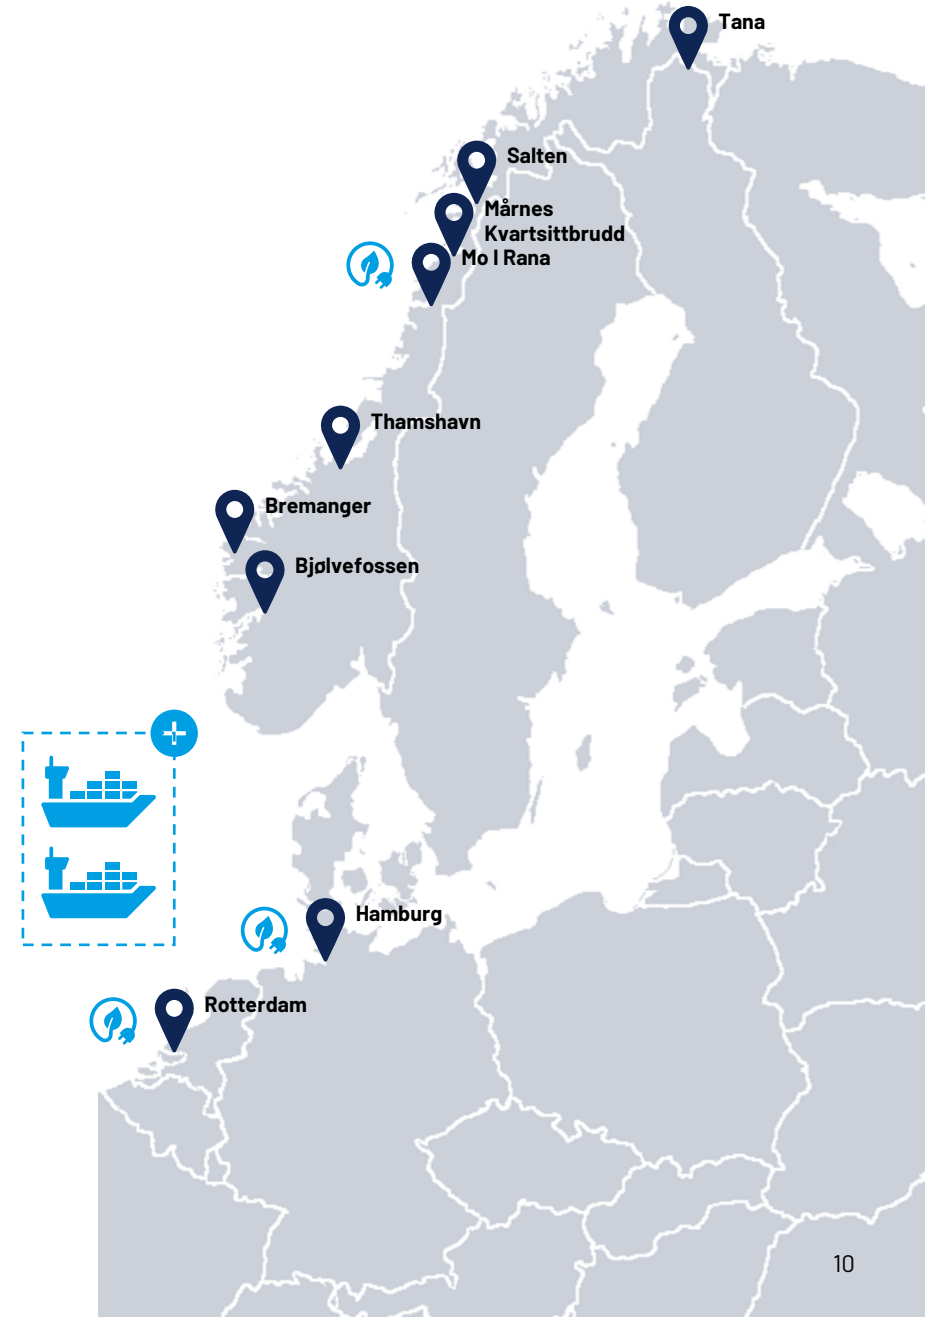 Tana
Salten
Mårnes
Kvartsittbrudd
Mo I Rana
Thamshavn
Bremanger
Bjølvefossen
Hamburg
Rotterdam
10